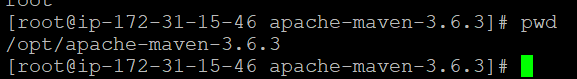 root
[root@ip-172-31-15-46 apache-maven-3.6.3]# pwd
/opt/apache-maven-3.6.3
[root@ip-172-31-15-46 apache-maven-3.6.3]#